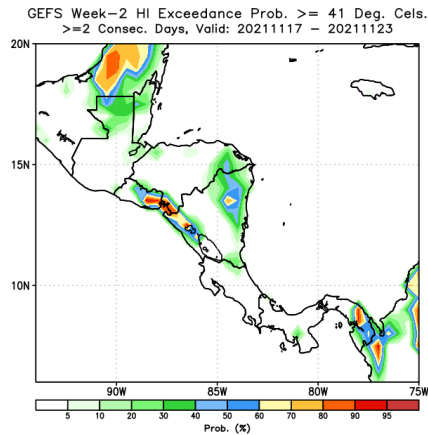 GEFS Week-2 HI Exceedance Prob. >= 41 Deg. Cels.
>=2 Consec. Days, Valid: 20211117 - 20211123
20N
15N
10N
90W 85W 80W 75W
5 10 20 30 40 50 60 70 80 90 95
Prob. (%)